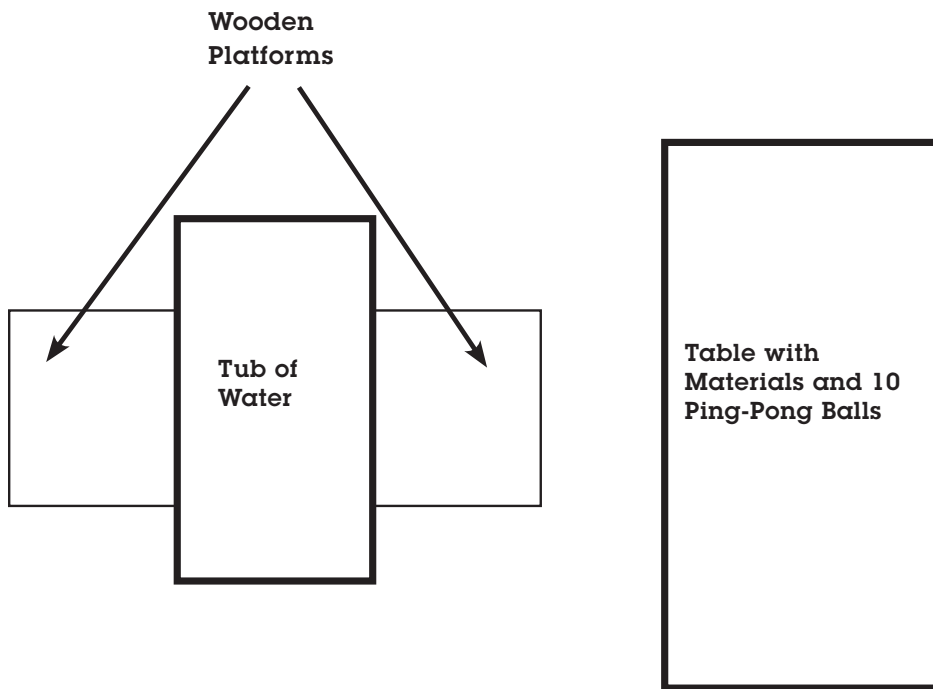 Wooden
Platforms
Tub of
Water
Table with
Materials and 10
Ping-Pong Balls